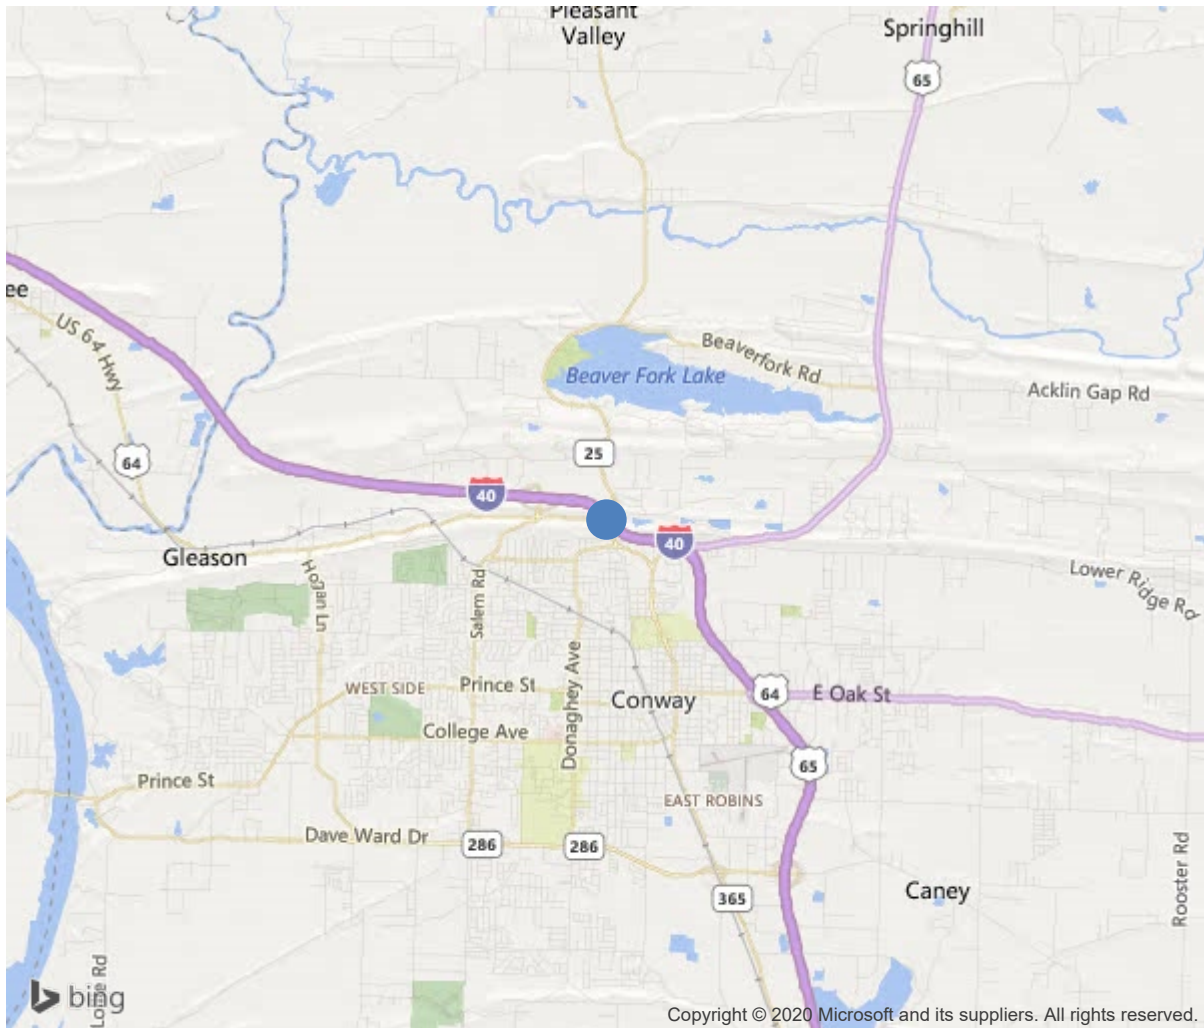 Pleasant
Valley
Springhill
65
ee
US 64 Hwy
Beaverfork Rd
Beaver Fork Lake
Acklin Gap Rd
64
25
40
40
Gleason
Hogan Ln
Salem Rd
Lower Ridge Rd
Donaghey Ave
WEST SIDE
Prince St
Conway
64
E Oak St
College Ave
65
Prince St
EAST ROBINS
Dave Ward Dr
286
286
365
Caney
Rooster Rd
Lollie Rd
bing
Copyright © 2020 Microsoft and its suppliers. All rights reserved.